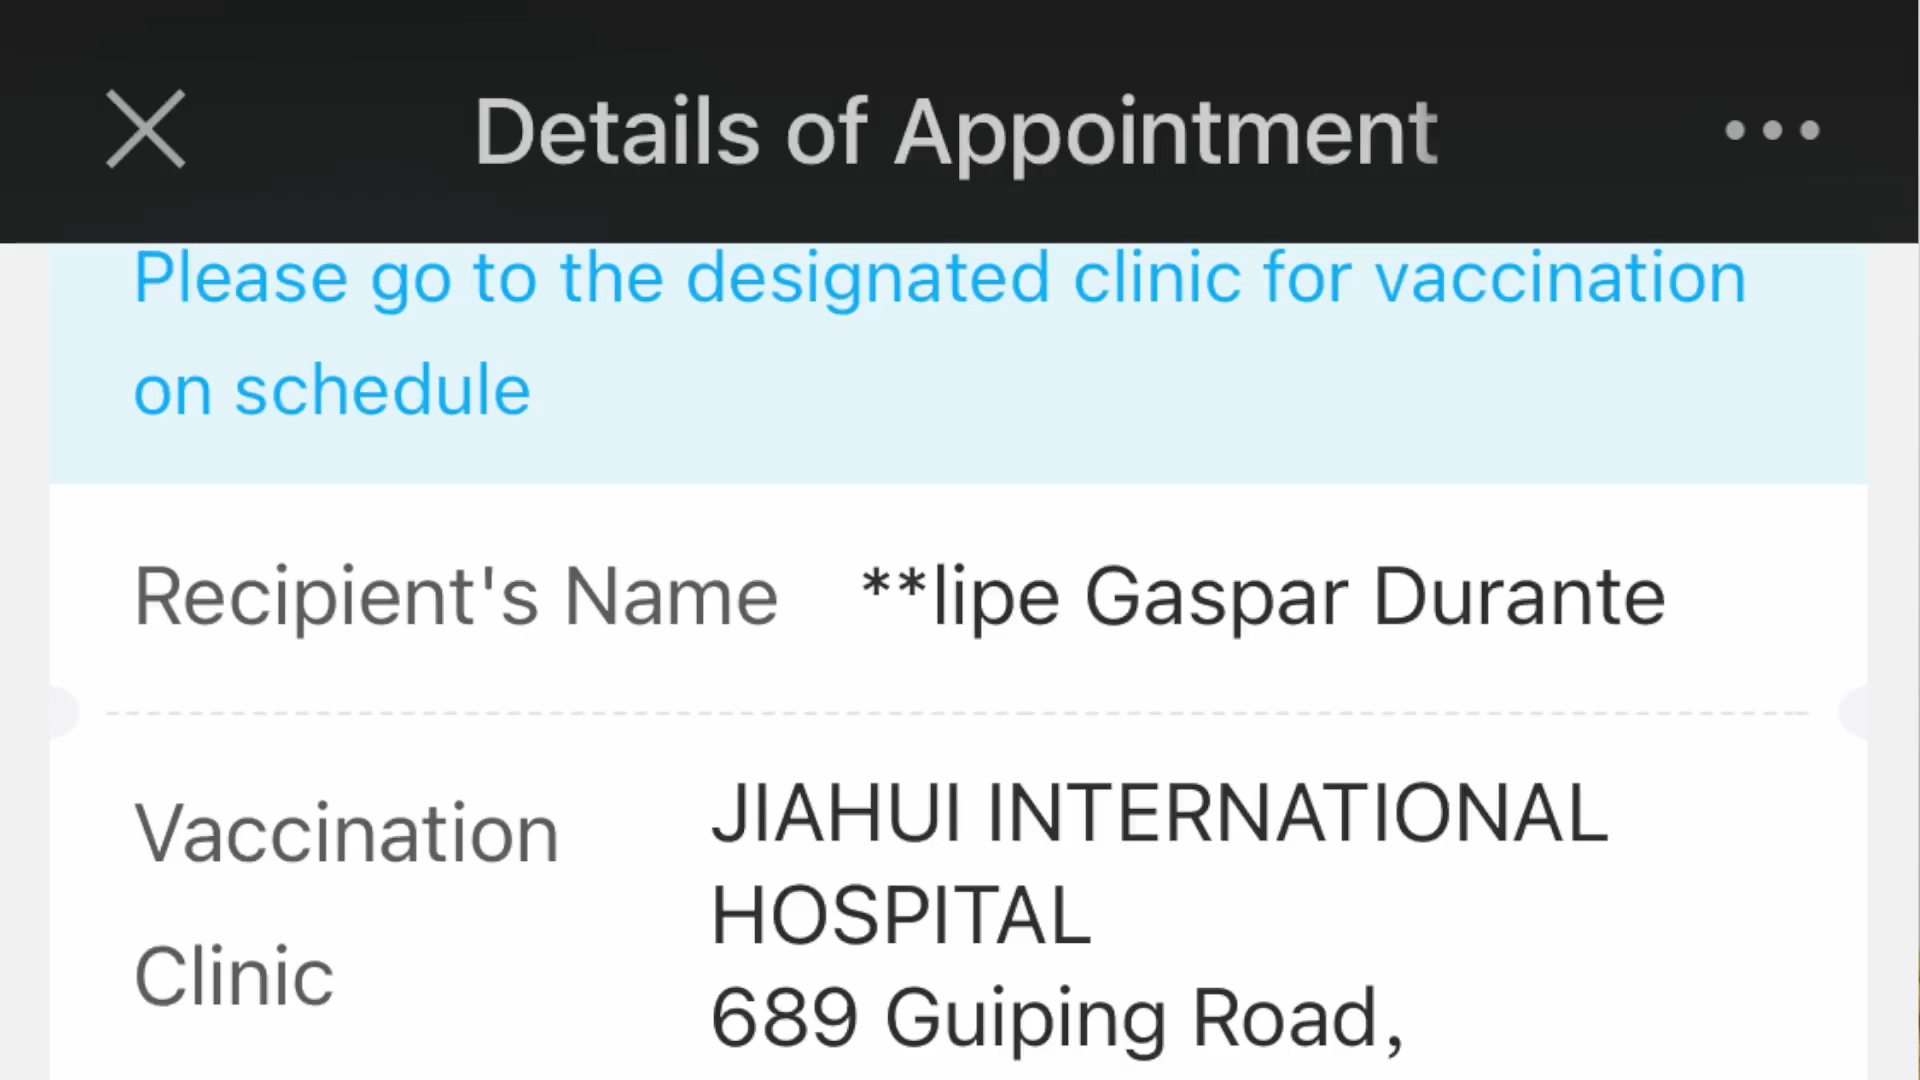 Details of Appointment
Please go to the designated clinic for vaccination
on schedule
Recipient's Name **lipe Gaspar Durante
Vaccination
Clinic
JIAHUI INTERNATIONAL
HOSPITAL
689 Guiping Road,